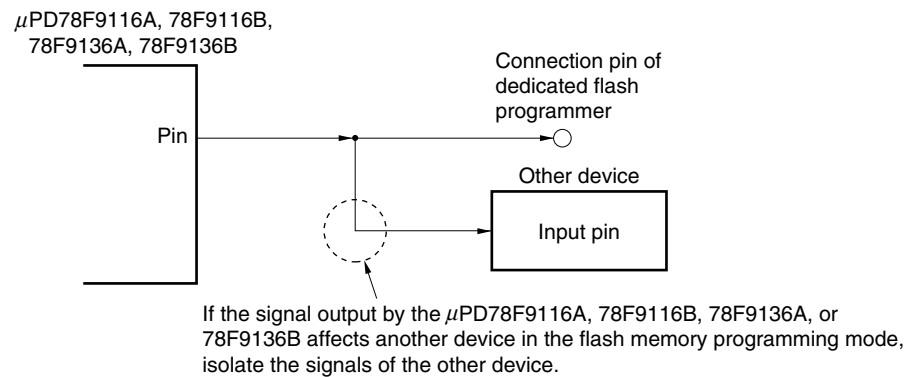 μPD78F9116A, 78F9116B,
78F9136A, 78F9136B
Connection pin of
dedicated flash
programmer
Pin
Other device
Input pin
If the signal output by the μPD78F9116A, 78F9116B, 78F9136A, or
78F9136B affects another device in the flash memory programming mode,
isolate the signals of the other device.